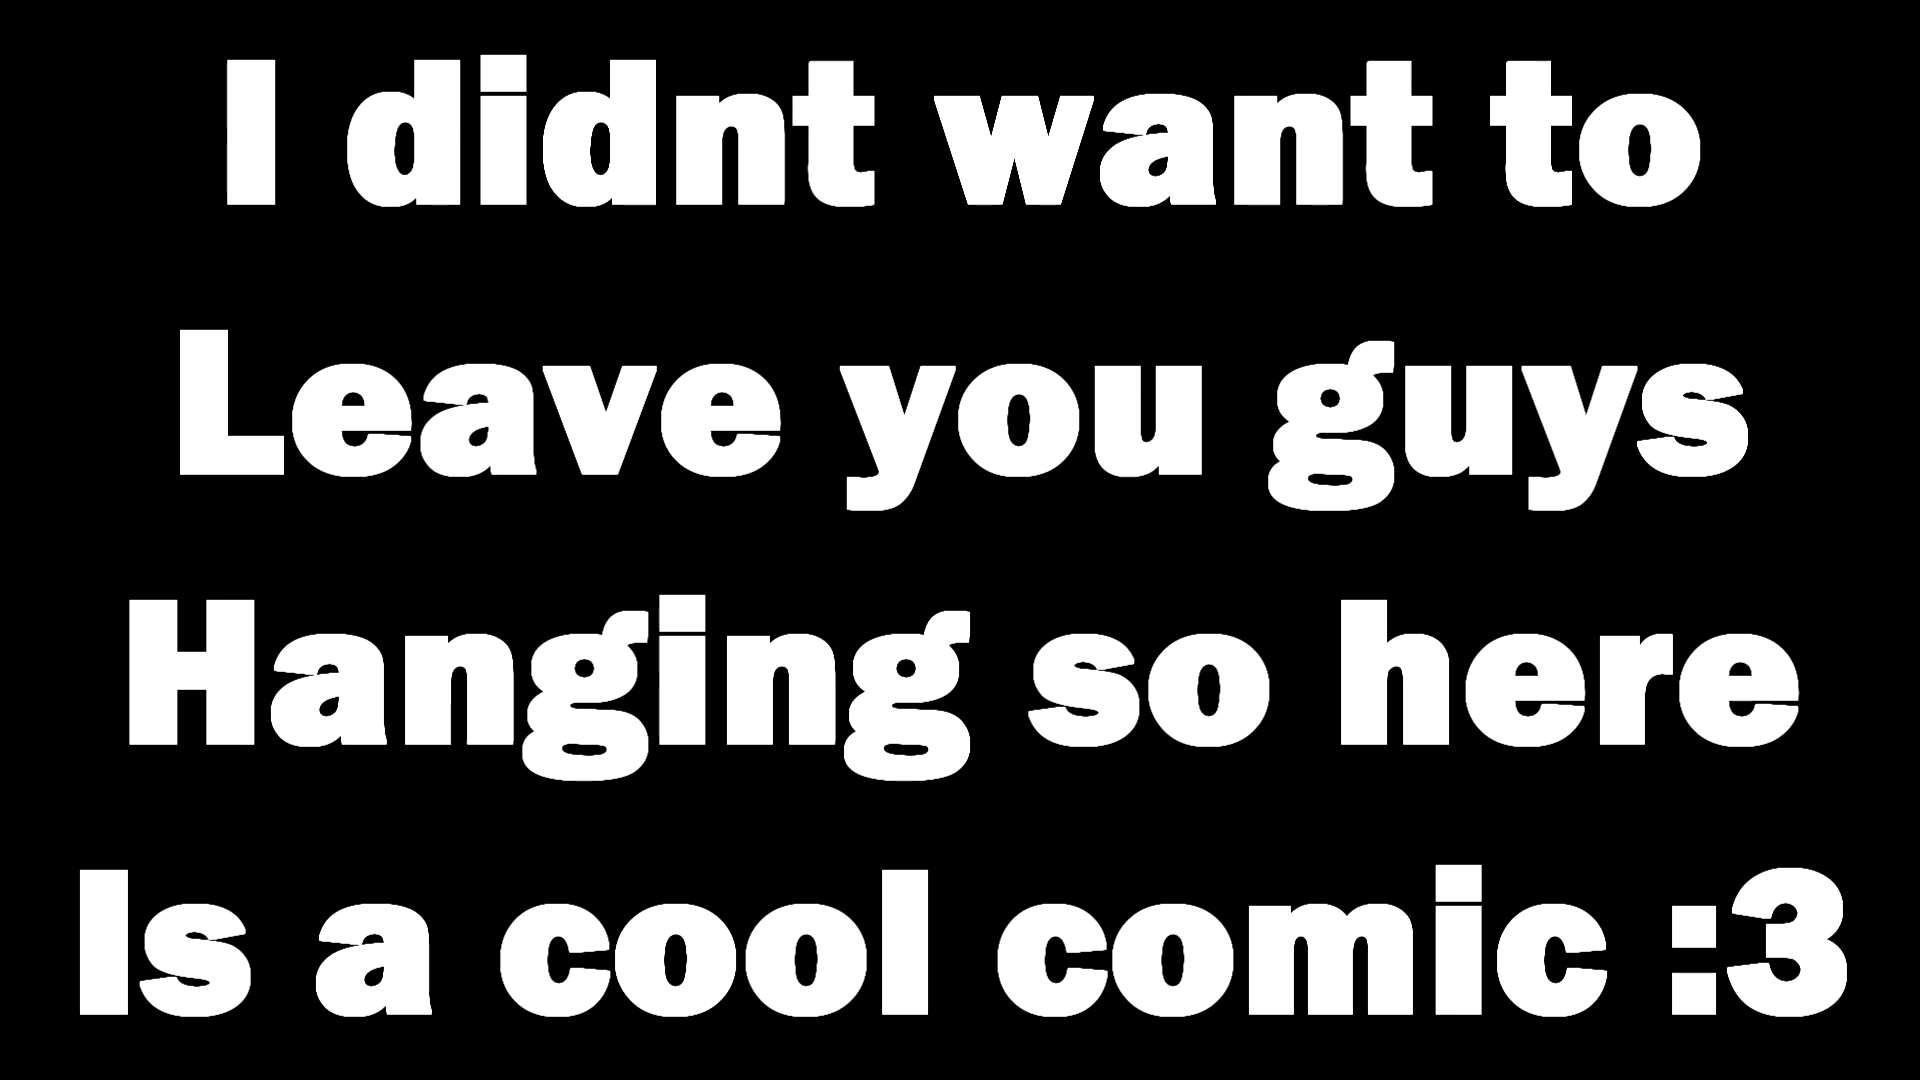 I didnt want to
Leave you guys
Hanging so here
Is a cool comic :3